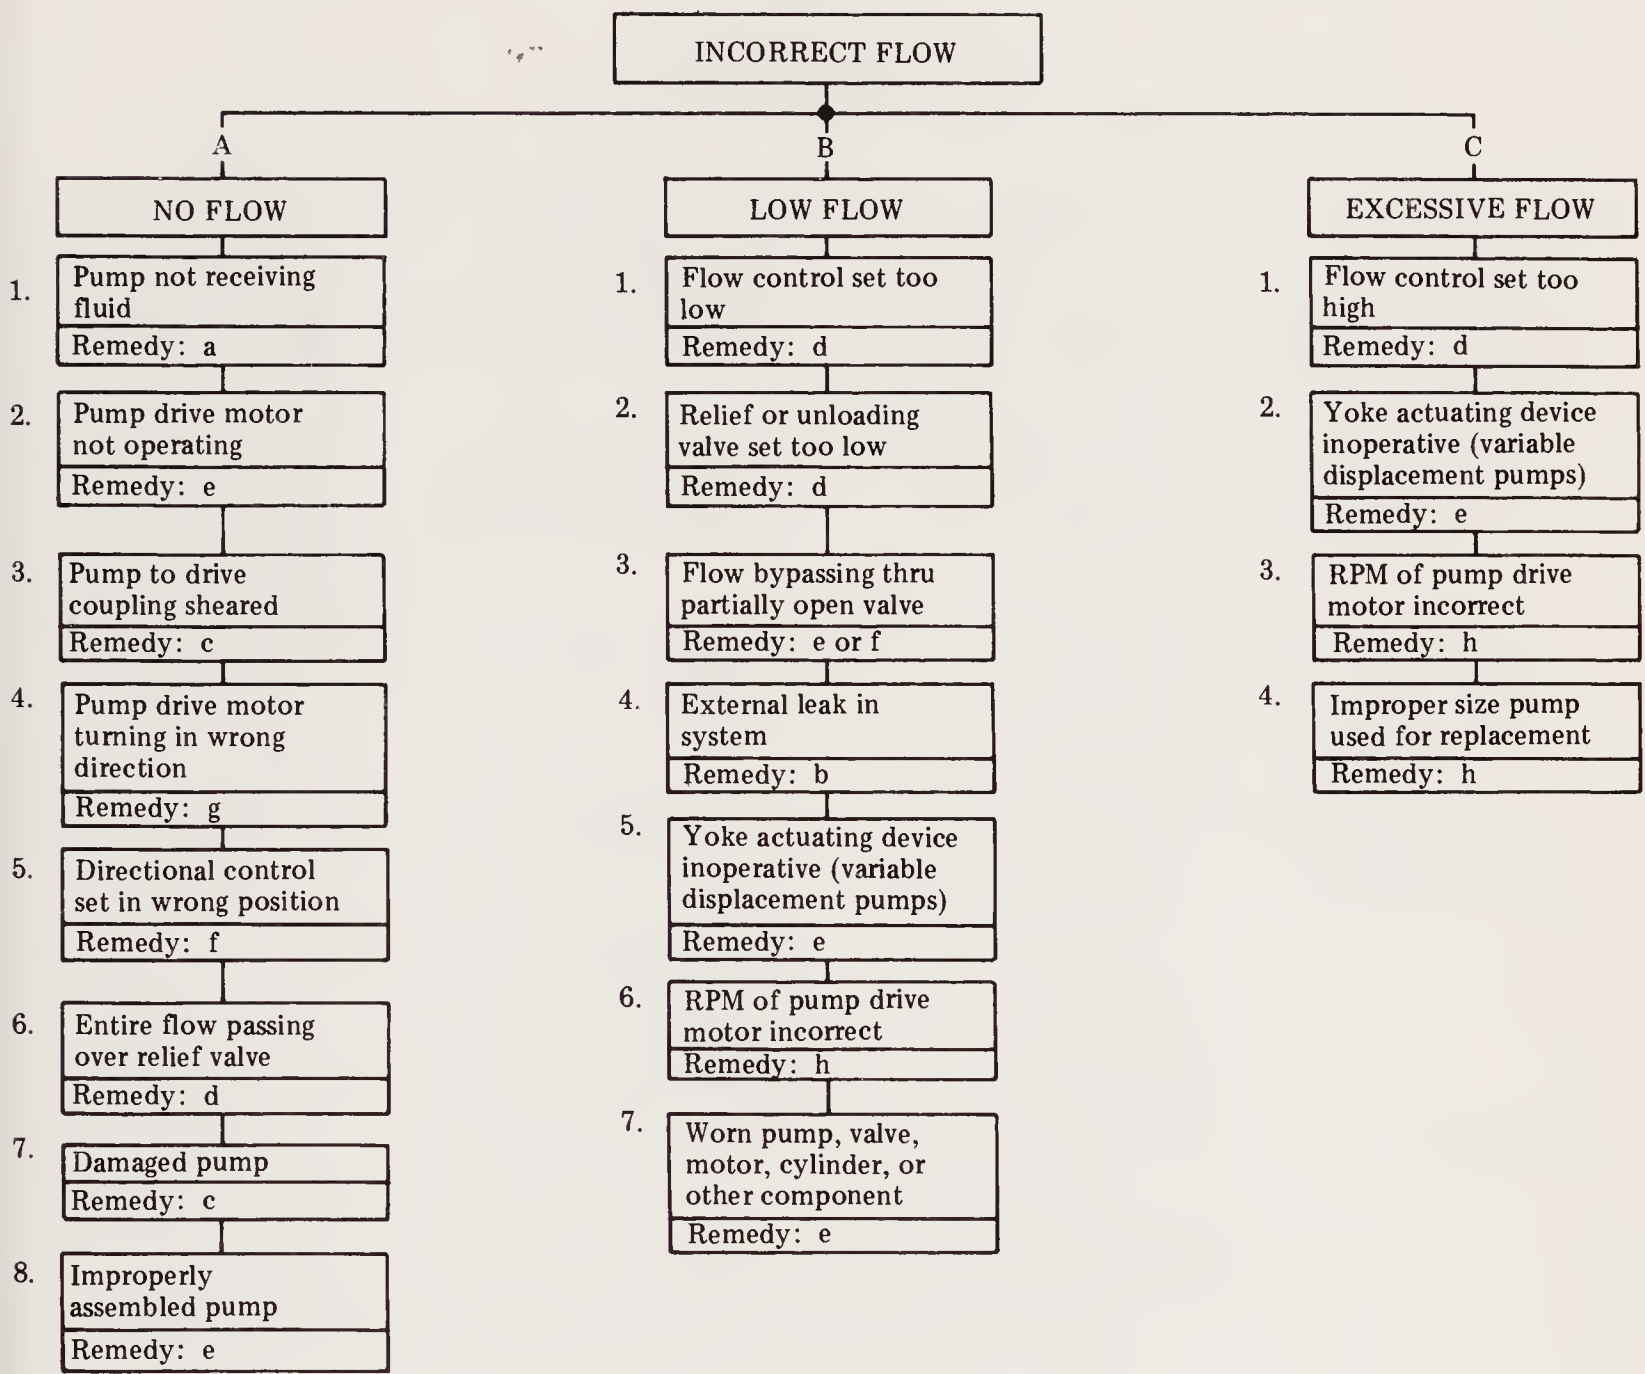 INCORRECT FLOW
A
NO FLOW
1.
Pump not receiving
fluid
Remedy: a
2.
Pump drive motor
not operating
Remedy: e
3.
Pump to drive
coupling sheared
Remedy: c
4.
Pump drive motor
turning in wrong
direction
Remedy: g
5.
Directional control
set in wrong position
Remedy: f
6.
Entire flow passing
over relief valve
Remedy: d
7.
Damaged pump
Remedy: c
8.
Improperly
assembled pump
Remedy: e
B
LOW FLOW
1.
Flow control set too
low
Remedy: d
2.
Relief or unloading
valve set too low
Remedy: d
3.
Flow bypassing thru
partially open valve
Remedy: e or f
4.
External leak in
system
Remedy: b
5.
Yoke actuating device
inoperative (variable
displacement pumps)
Remedy: e
6.
RPM of pump drive
motor incorrect
Remedy: h
7.
Worn pump, valve,
motor, cylinder, or
other component
Remedy: e
C
EXCESSIVE FLOW
1.
Flow control set too
high
Remedy: d
2.
Yoke actuating device
inoperative (variable
displacement pumps)
Remedy: e
3.
RPM of pump drive
motor incorrect
Remedy: h
4.
Improper size pump
used for replacement
Remedy: h